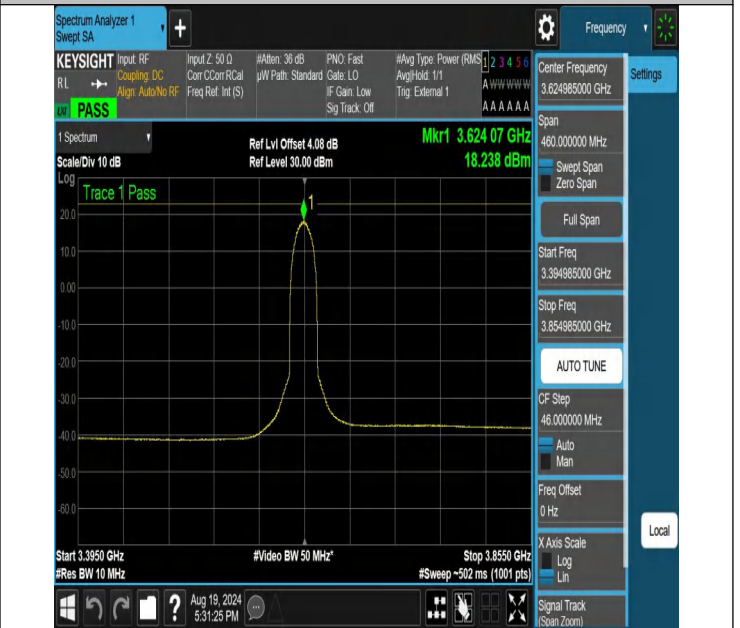 Spectrum Analyzer 1
Swept SA
+
Frequency
KEYSIGHT
RL
LXI
PASS
Input: RF
Coupling: DC
Align: Auto/No RF
Input Z: 50 Ω
Corr CCorr RCal
Freq Ref: Int (S)
#Atten: 36 dB
µW Path: Standard
PNO: Fast
Gate: LO
IF Gain: Low
Sig Track: Off
#Avg Type: Power (RMS
Avg|Hold: 1/1
Trig: External 1
1 2 3 4 5 6
A W W W W W
A A A A A A
1 Spectrum
Scale/Div 10 dB
Log
Ref Lvl Offset 4.08 dB
Ref Level 30.00 dBm
Mkr1 3.624 07 GHz
18.238 dBm
Trace 1 Pass
1
20.0
10.0
0.00
-10.0
-20.0
-30.0
-40.0
-50.0
-60.0
Start 3.3950 GHz
#Res BW 10 MHz
#Video BW 50 MHz*
Stop 3.8550 GHz
#Sweep ~502 ms (1001 pts)
Center Frequency
3.624985000 GHz
Settings
Span
460.000000 MHz
Swept Span
Zero Span
Full Span
Start Freq
3.394985000 GHz
Stop Freq
3.854985000 GHz
AUTO TUNE
CF Step
46.000000 MHz
Auto
Man
Freq Offset
0 Hz
X Axis Scale
Log
Lin
Local
Signal Track
(Span Zoom)
?
Aug 19, 2024
5:31:25 PM